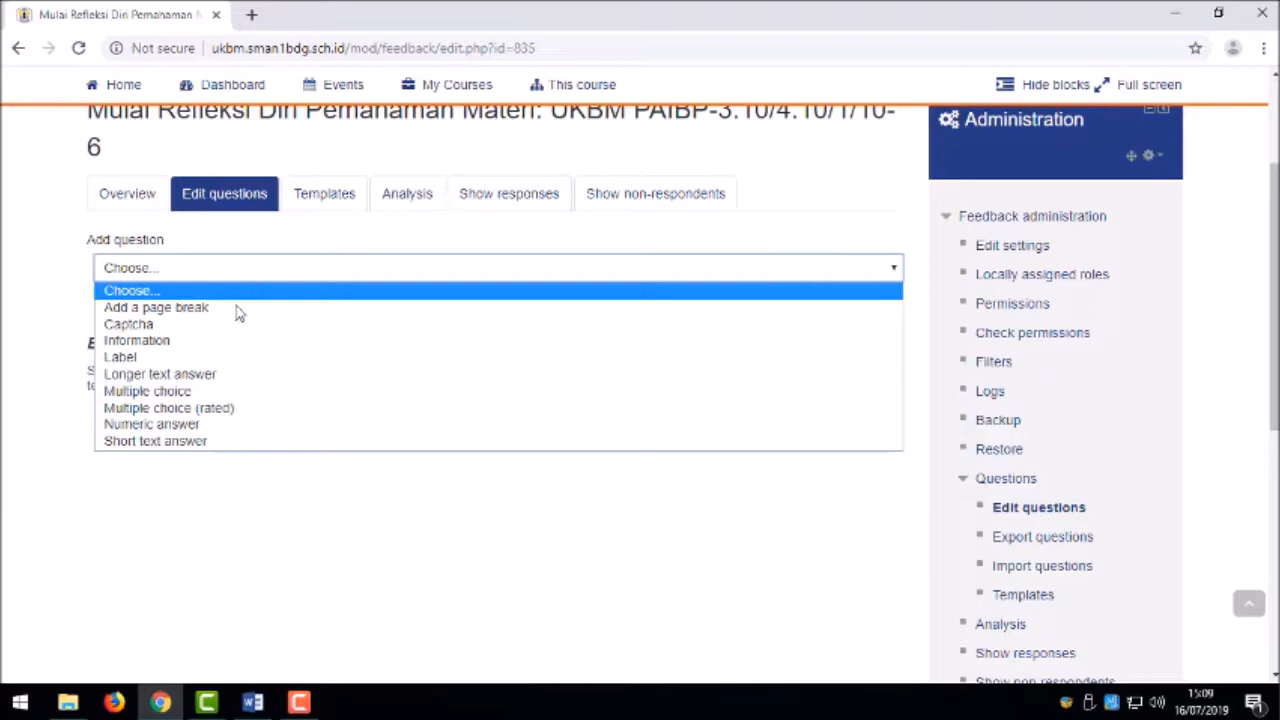 Mulai Refleksi Diri Pemahaman M
Not secure
ukbm.sman1bdg.sch.id/mod/feedback/edit.php?id=835
Home
Dashboard
Events
My Courses
This course
Hide blocks
Full screen
Mulai Refleksi Diri Pemahaman Materi: UKBM PAIBP-3.10/4.10/1/10-
6
Overview
Edit questions
Templates
Analysis
Show responses
Show non-respondents
Add question
Choose...
Choose...
Add a page break
Captcha
Information
Label
Longer text answer
Multiple choice
Multiple choice (rated)
Numeric answer
Short text answer
Administration
Feedback administration
Edit settings
Locally assigned roles
Permissions
Check permissions
Filters
Logs
Backup
Restore
Questions
Edit questions
Export questions
Import questions
Templates
Analysis
Show responses
Show non-respondents
15:09
16/07/2019